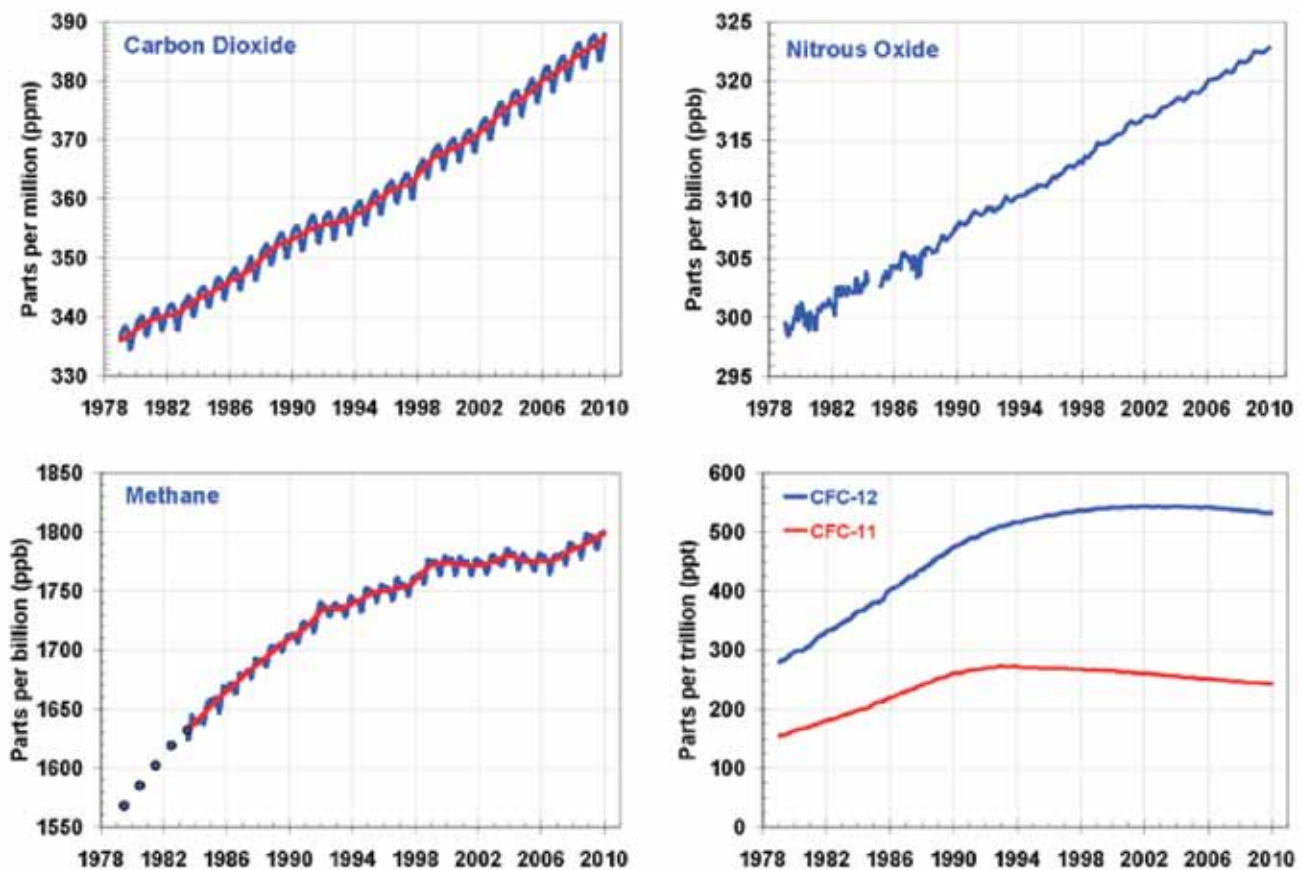 Carbon Dioxide
Parts per million (ppm)
390
380
370
360
350
340
330
1978 1982 1986 1990 1994 1998 2002 2006 2010
Nitrous Oxide
Parts per billion (ppb)
325
320
315
310
305
300
295
1978 1982 1986 1990 1994 1998 2002 2006 2010
Methane
Parts per billion (ppb)
1850
1800
1750
1700
1650
1600
1550
1978 1982 1986 1990 1994 1998 2002 2006 2010
CFC-12
CFC-11
Parts per trillion (ppt)
600
500
400
300
200
100
0
1978 1982 1986 1990 1994 1998 2002 2006 2010